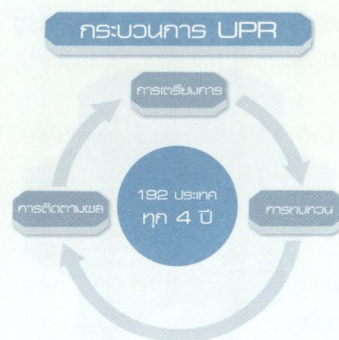 กระบวนการ UPR
การเตรียมการ
192 ประเทศ
ทุก 4 ปี
การทบทวน
การติดตามผล